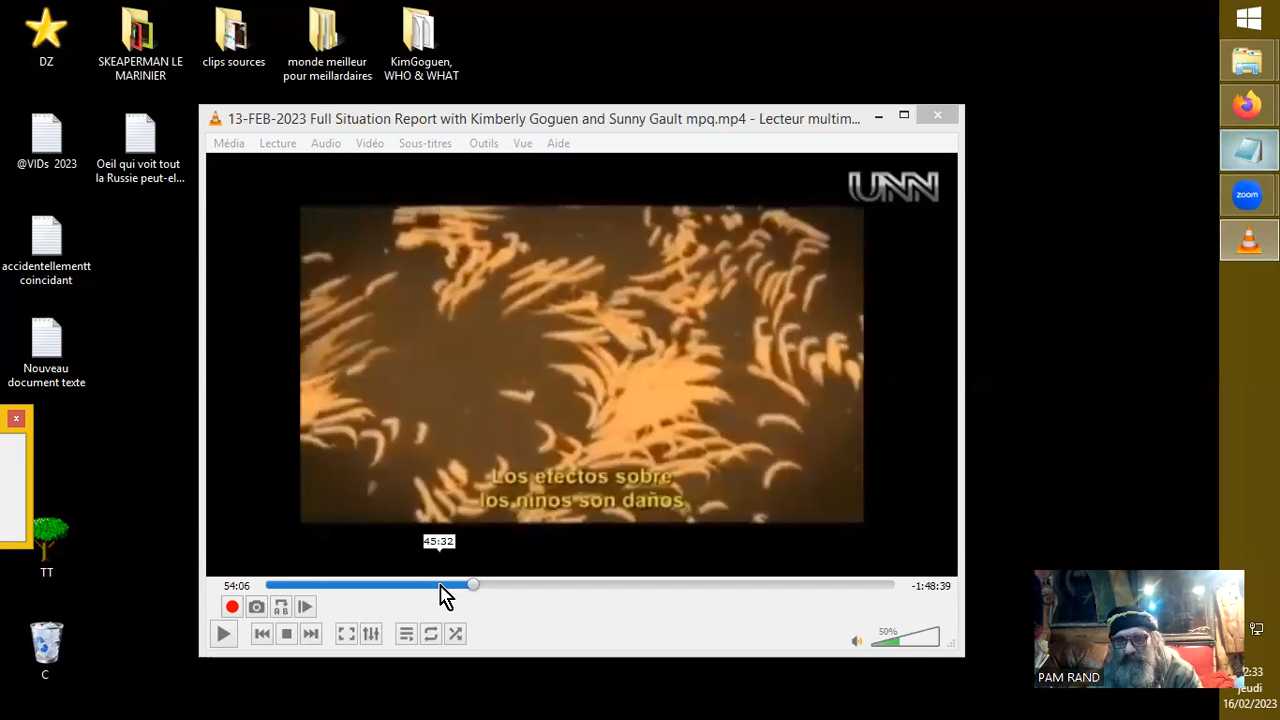 DZ
SKEAPERMAN LE
MARINIER
clips sources
monde meilleur
pour meillardaires
KimGoguen,
WHO & WHAT
@VIDs 2023
Oeil qui voit tout
la Russie peut-el...
accidentellementt
coincidant
Nouveau
document texte
TT
C
13-FEB-2023 Full Situation Report with Kimberly Goguen and Sunny Gault mpq.mp4 - Lecteur multim...
Média Lecture Audio Vidéo Sous-titres Outils Vue Aide
UNN
Los efectos sobre
los niños son daños
45:32
54:06
-1:48:39
50%
zoom
PAM RAND
2:33
jeudi
16/02/2023